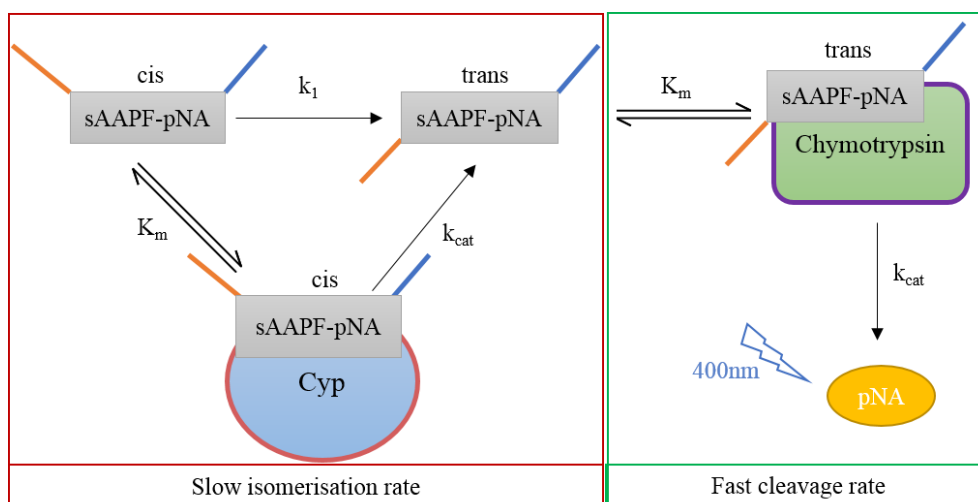 cis
trans
k1
sAAPF-pNA
sAAPF-pNA
Km
kcat
cis
sAAPF-pNA
Cyp
Slow isomerisation rate
trans
Km
sAAPF-pNA
Chymotrypsin
kcat
400nm
pNA
Fast cleavage rate